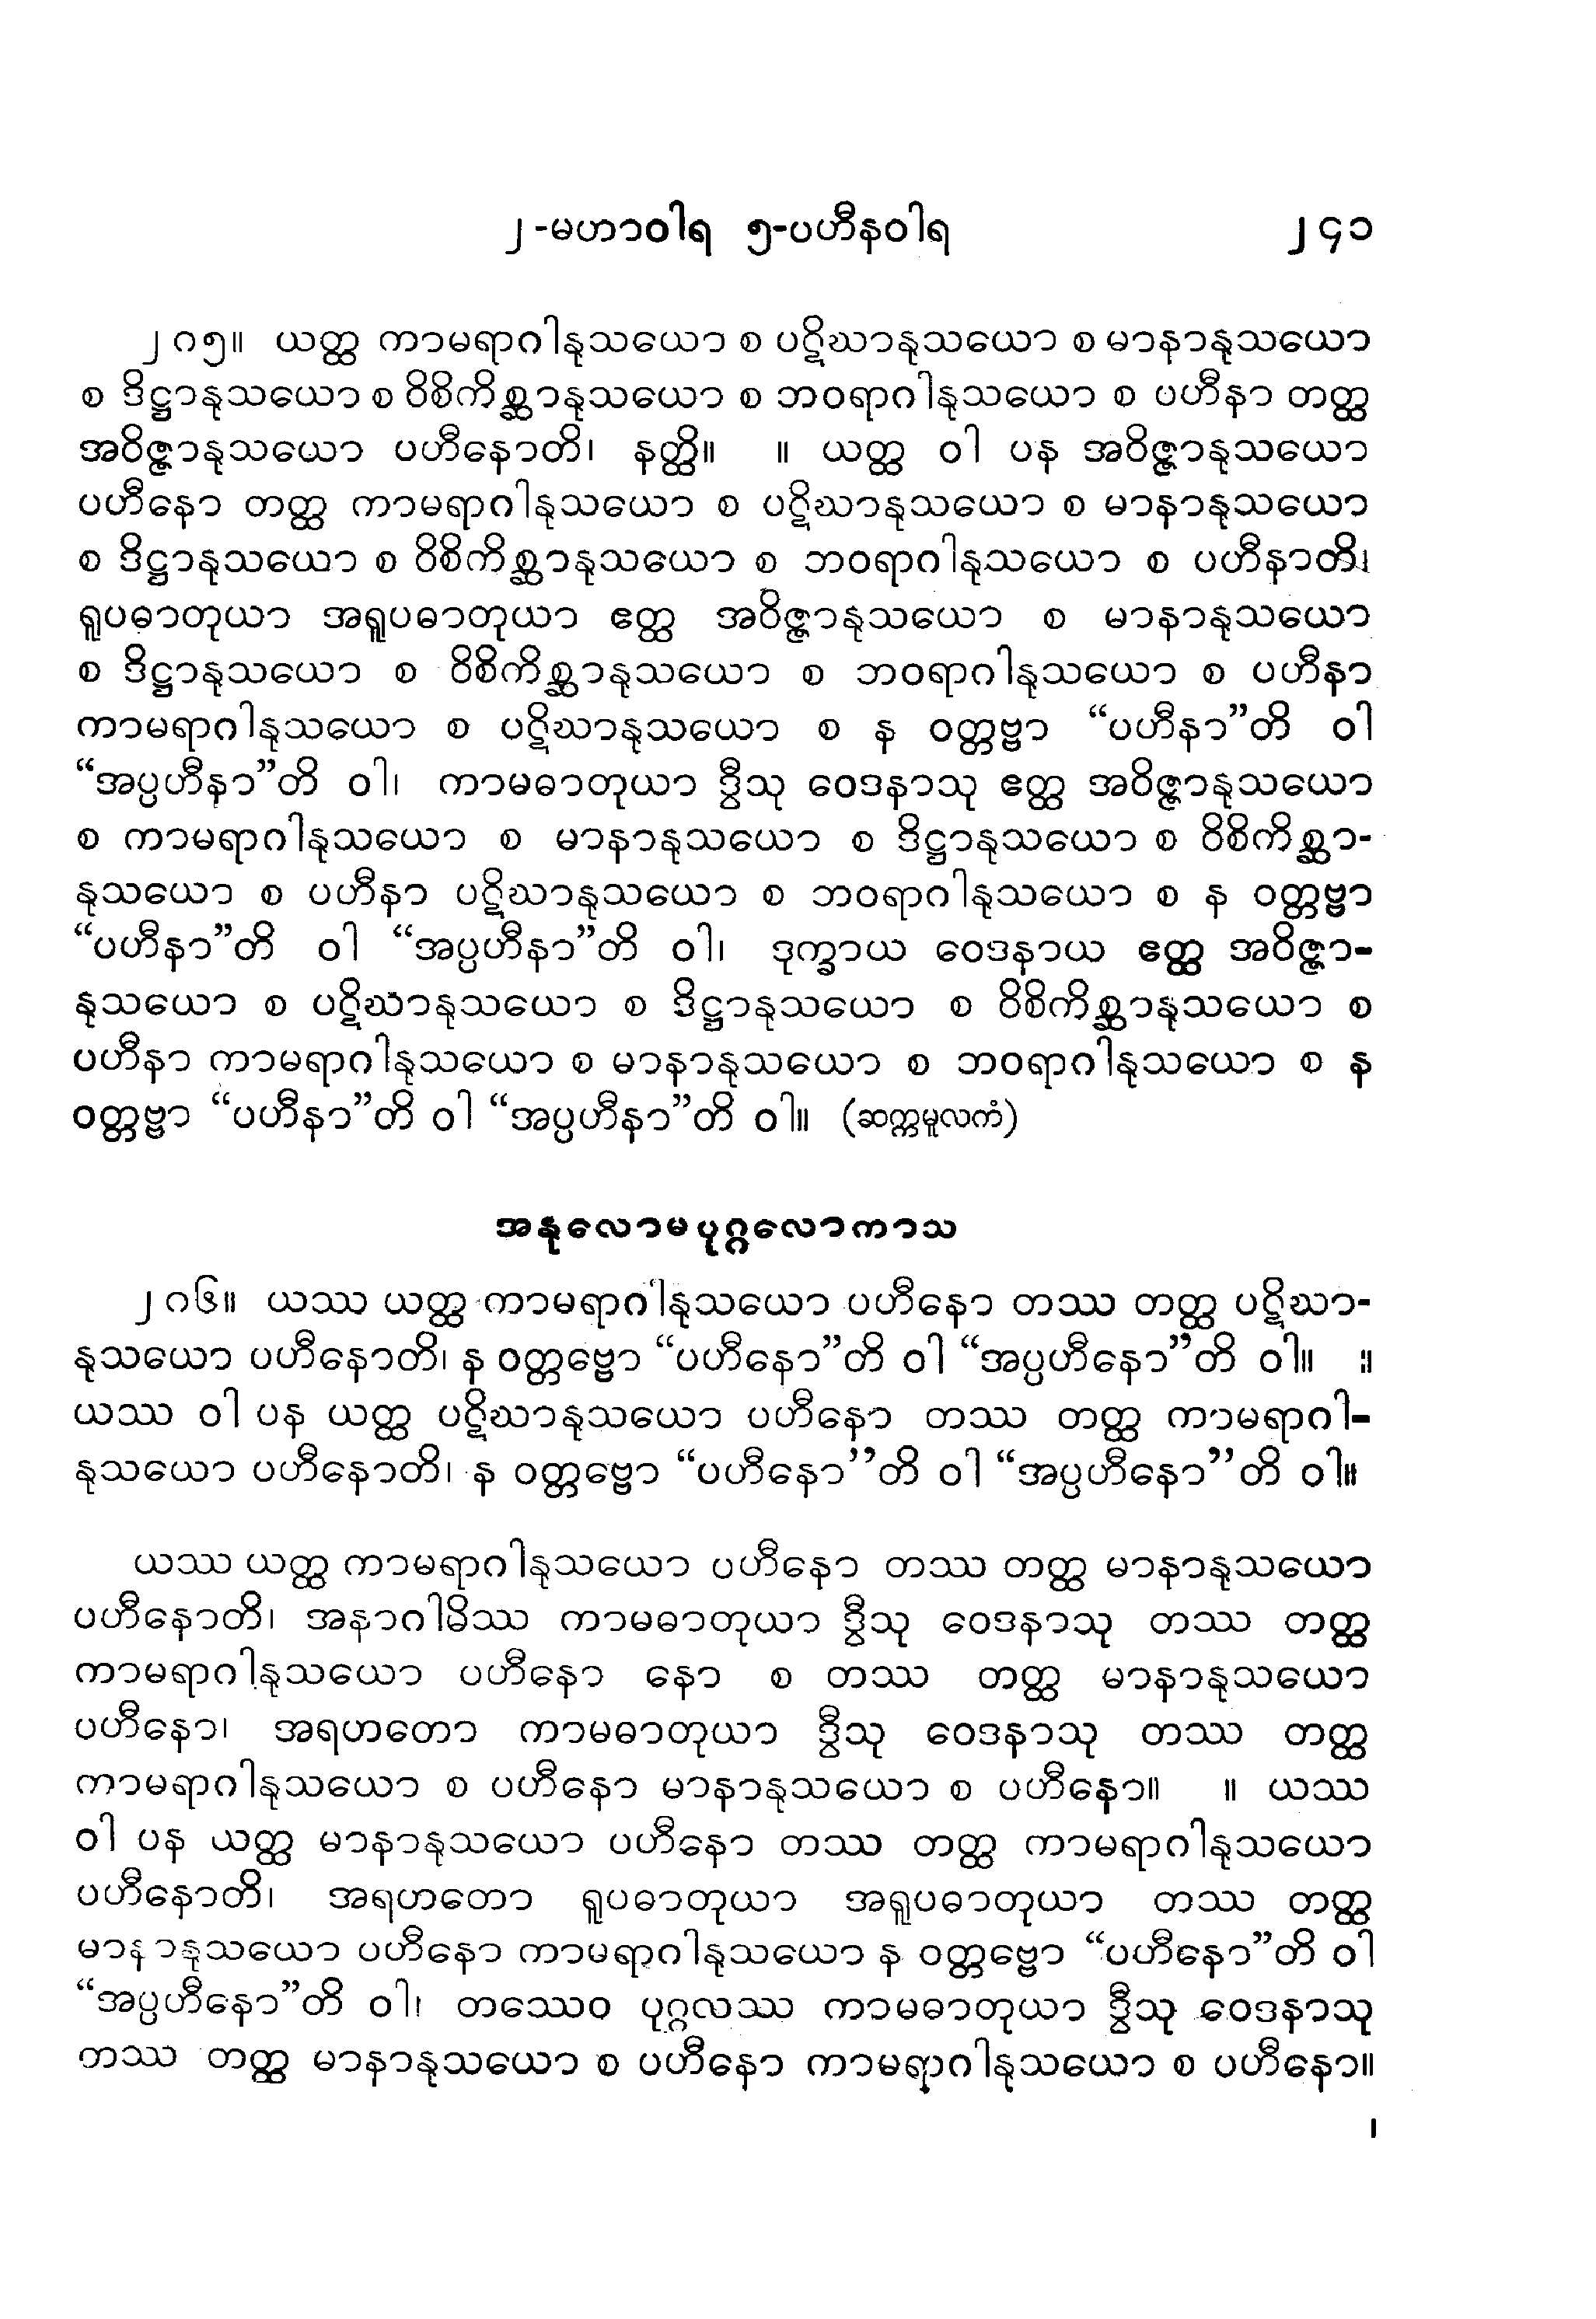 ၂-မဟာဝါရ ၅-ပဟီနဝါရ ၂၄၁
၂၀၅။ ယတ္ထ ကာမရာဂါနုသယော စ ပဋိဃာနုသယော စ မာနာနုသယော
စ ဒိဋ္ဌာနုသယော စ ဝိစိကိစ္ဆာနုသယော စ ဘဝရာဂါနုသယော စ ပဟီနာ တတ္ထ
အဝိဇ္ဇာနုသယော ပဟီနောတိ၊ နတ္ထိ။ ။ ယတ္ထ ဝါ ပန အဝိဇ္ဇာနုသယော
ပဟီနော တတ္ထ ကာမရာဂါနုသယော စ ပဋိဃာနုသယော စ မာနာနုသယော
စ ဒိဋ္ဌာနုသယော စ ဝိစိကိစ္ဆာနုသယော စ ဘဝရာဂါနုသယော စ ပဟီနာတိ၊
ရူပဓာတုယာ အရူပဓာတုယာ ဧတ္ထ အဝိဇ္ဇာနုသယော စ မာနာနုသယော
စ ဒိဋ္ဌာနုသယော စ ဝိစိကိစ္ဆာနုသယော စ ဘဝရာဂါနုသယော စ ပဟီနာ
ကာမရာဂါနုသယော စ ပဋိဃာနုသယော စ န ဝတ္တဗ္ဗာ “ပဟီနာ”တိ ဝါ
“အပ္ပဟီနာ”တိ ဝါ၊ ကာမဓာတုယာ ဒွီသု ဝေဒနာသု ဧတ္ထ အဝိဇ္ဇာနုသယော
စ ကာမရာဂါနုသယော စ မာနာနုသယော စ ဒိဋ္ဌာနုသယော စ ဝိစိကိစ္ဆာ-
နုသယော စ ပဟီနာ ပဋိဃာနုသယော စ ဘဝရာဂါနုသယော စ န ဝတ္တဗ္ဗာ
“ပဟီနာ”တိ ဝါ “အပ္ပဟီနာ”တိ ဝါ၊ ဒုက္ခာယ ဝေဒနာယ ဧတ္ထ အဝိဇ္ဇာ-
နုသယော စ ပဋိဃာနုသယော စ ဒိဋ္ဌာနုသယော စ ဝိစိကိစ္ဆာနုသယော စ
ပဟီနာ ကာမရာဂါနုသယော စ မာနာနုသယော စ ဘဝရာဂါနုသယော စ န
ဝတ္တဗ္ဗာ “ပဟီနာ”တိ ဝါ “အပ္ပဟီနာ”တိ ဝါ။ (ဆက္ကမူလကံ)
အနုလောမပုဂ္ဂလောကာသ
၂၀၆။ ယဿ ယတ္ထ ကာမရာဂါနုသယော ပဟီနော တဿ တတ္ထ ပဋိဃာ-
နုသယော ပဟီနောတိ၊ န ဝတ္တဗ္ဗော “ပဟီနော”တိ ဝါ “အပ္ပဟီနော”တိ ဝါ။ ။
ယဿ ဝါ ပန ယတ္ထ ပဋိဃာနုသယော ပဟီနော တဿ တတ္ထ ကာမရာဂါ-
နုသယော ပဟီနောတိ၊ န ဝတ္တဗ္ဗော “ပဟီနော”တိ ဝါ “အပ္ပဟီနော”တိ ဝါ။
ယဿ ယတ္ထ ကာမရာဂါနုသယော ပဟီနော တဿ တတ္ထ မာနာနုသယော
ပဟီနောတိ၊ အနာဂါမိဿ ကာမဓာတုယာ ဒွီသု ဝေဒနာသု တဿ တတ္ထ
ကာမရာဂါနုသယော ပဟီနော နော စ တဿ တတ္ထ မာနာနုသယော
ပဟီနော၊ အရဟတော ကာမဓာတုယာ ဒွီသု ဝေဒနာသု တဿ တတ္ထ
ကာမရာဂါနုသယော စ ပဟီနော မာနာနုသယော စ ပဟီနော။ ။ ယဿ
ဝါ ပန ယတ္ထ မာနာနုသယော ပဟီနော တဿ တတ္ထ ကာမရာဂါနုသယော
ပဟီနောတိ၊ အရဟတော ရူပဓာတုယာ အရူပဓာတုယာ တဿ တတ္ထ
မာနာနုသယော ပဟီနော ကာမရာဂါနုသယော န ဝတ္တဗ္ဗော “ပဟီနော”တိ ဝါ
“အပ္ပဟီနော”တိ ဝါ၊ တဿေဝ ပုဂ္ဂလဿ ကာမဓာတုယာ ဒွီသု ဝေဒနာသု
တဿ တတ္ထ မာနာနုသယော စ ပဟီနော ကာမရာဂါနုသယော စ ပဟီနော။